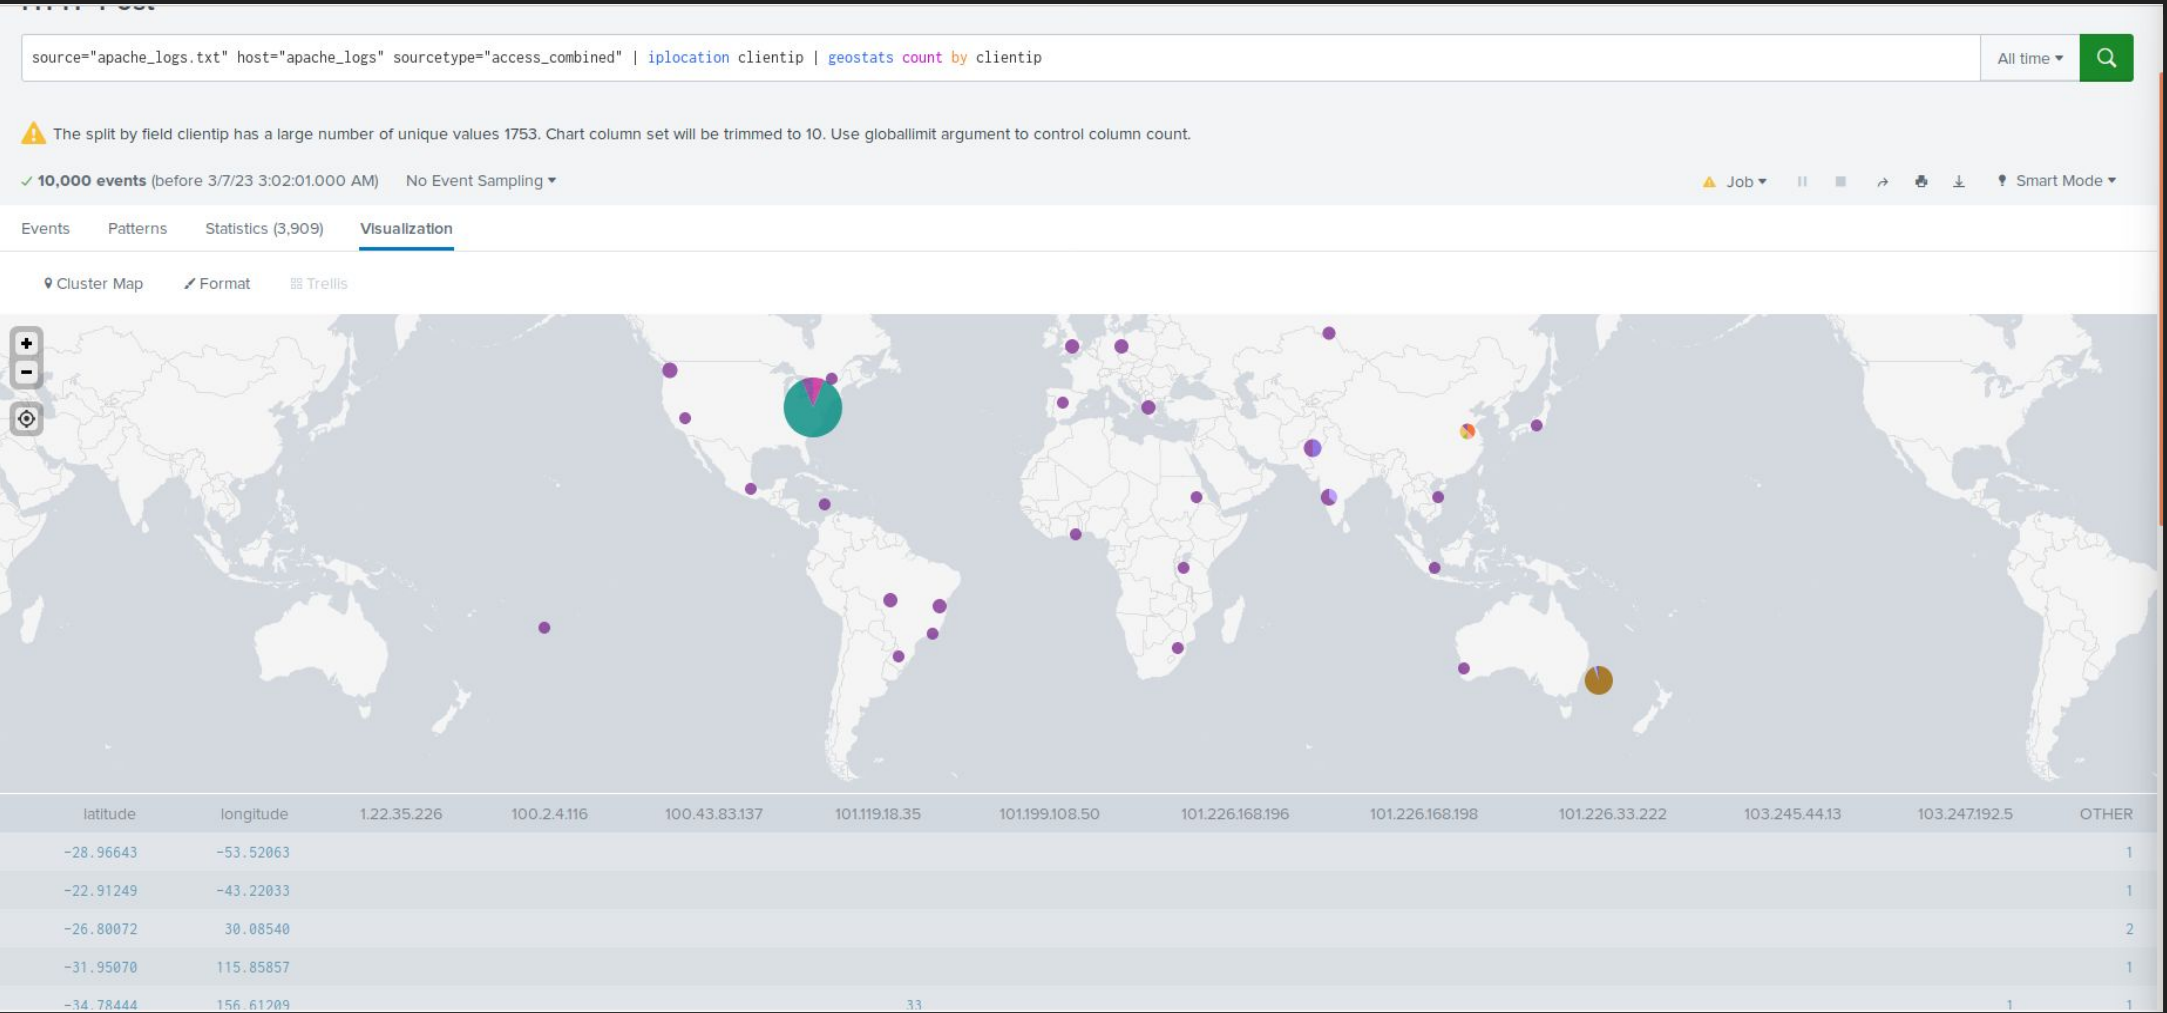 source="apache_logs.txt" host="apache_logs" sourcetype="access_combined" | iplocation clientip | geostats count by clientip
All time
The split by field clientip has a large number of unique values 1753. Chart column set will be trimmed to 10. Use globallimit argument to control column count.
10,000 events (before 3/7/23 3:02:01.000 AM) No Event Sampling
Job Smart Mode
Events Patterns Statistics (3,909) Visualization
Cluster Map Format Trellis
+
−
latitude longitude 1.22.35.226 100.2.4.116 100.43.83.137 101.119.18.35 101.199.108.50 101.226.168.196 101.226.168.198 101.226.33.222 103.245.44.13 103.247.192.5 OTHER
-28.96643 -53.52063 1
-22.91249 -43.22033 1
-26.80072 30.08540 2
-31.95070 115.85857 1
-34.78444 156.61209 33 1 1